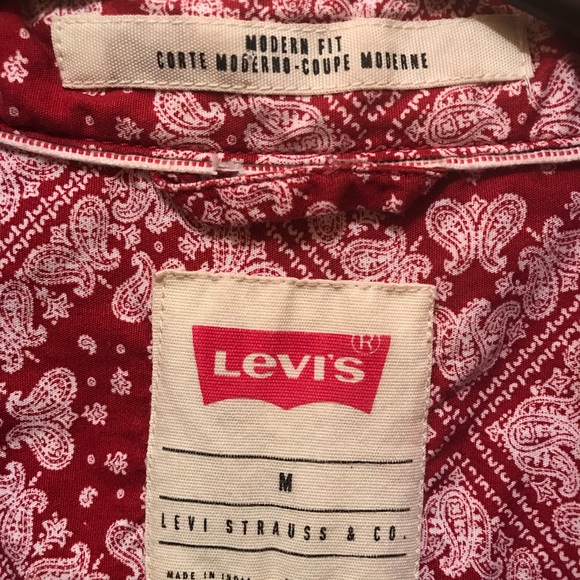 MODERN FIT
CORTE MODERNO-COUPE MODERNE
LEVI'S ®
M
LEVI STRAUSS & CO.
MADE IN